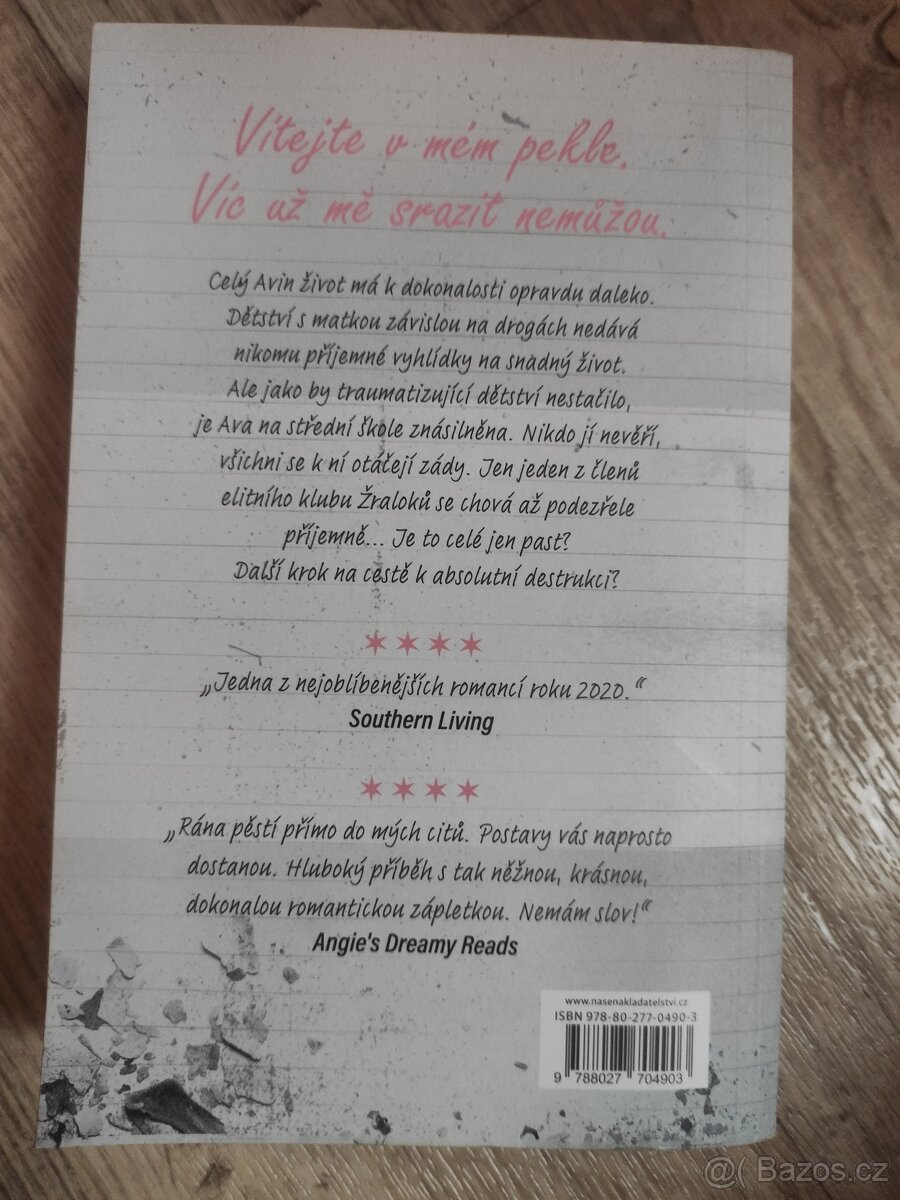 Vítejte v mém pekle.
Víc už mě srazit nemůžou.
Celý Avin život má k dokonalosti opravdu daleko.
Dětství s matkou závislou na drogách nedává
nikomu příjemné vyhlídky na snadný život.
Ale jako by traumatizující dětství nestačilo,
je Ava na střední škole znásilněna. Nikdo jí nevěří,
všichni se k ní otáčejí zády. Jen jeden z členů
elitního klubu Žraloků se chová až podezřele
příjemně... Je to celé jen past?
Další krok na cestě k absolutní destrukci?
„Jedna z nejoblíbenějších romancí roku 2020.“
Southern Living
„Rána pěstí přímo do mých citů. Postavy vás naprosto
dostanou. Hluboký příběh s tak něžnou, krásnou,
dokonalou romantickou zápletkou. Nemám slov!“
Angie's Dreamy Reads
www.nasenakladatelstvi.cz
ISBN 978-80-277-0490-3
9 788027 704903
@( Bazos.cz